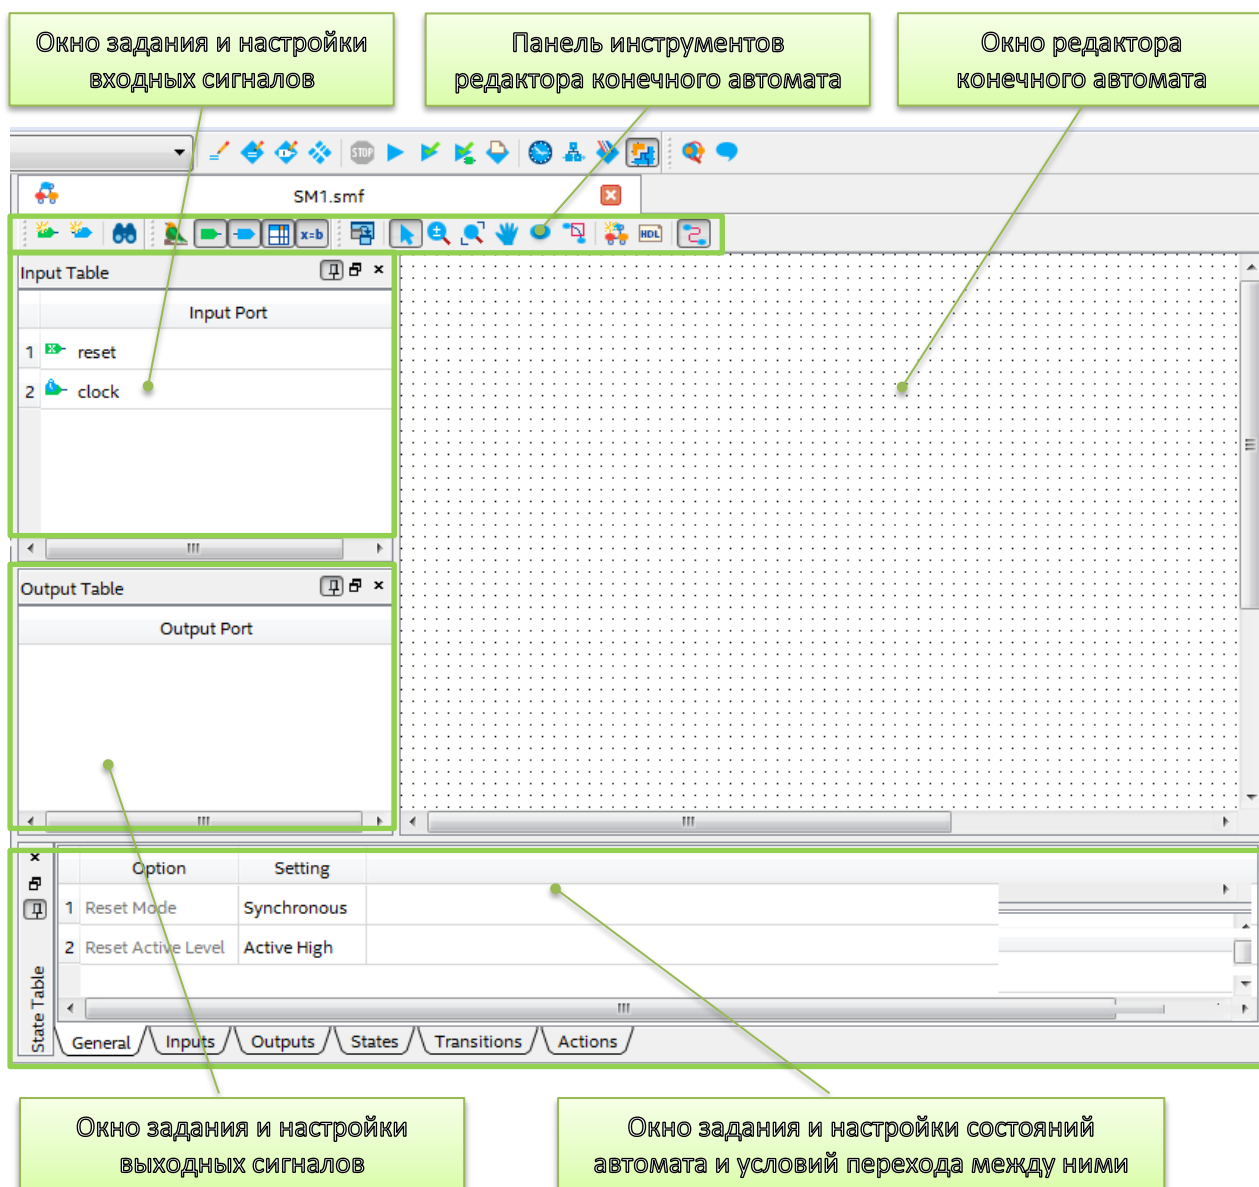 Окно задания и настройки
входных сигналов
Панель инструментов
редактора конечного автомата
Окно редактора
конечного автомата
STOP
SM1.smf
x=b
HDL
Input Table
Input Port
1 reset
2 clock
Output Table
Output Port
State Table
Option Setting
1 Reset Mode Synchronous
2 Reset Active Level Active High
General Inputs Outputs States Transitions Actions
Окно задания и настройки
выходных сигналов
Окно задания и настройки состояний
автомата и условий перехода между ними